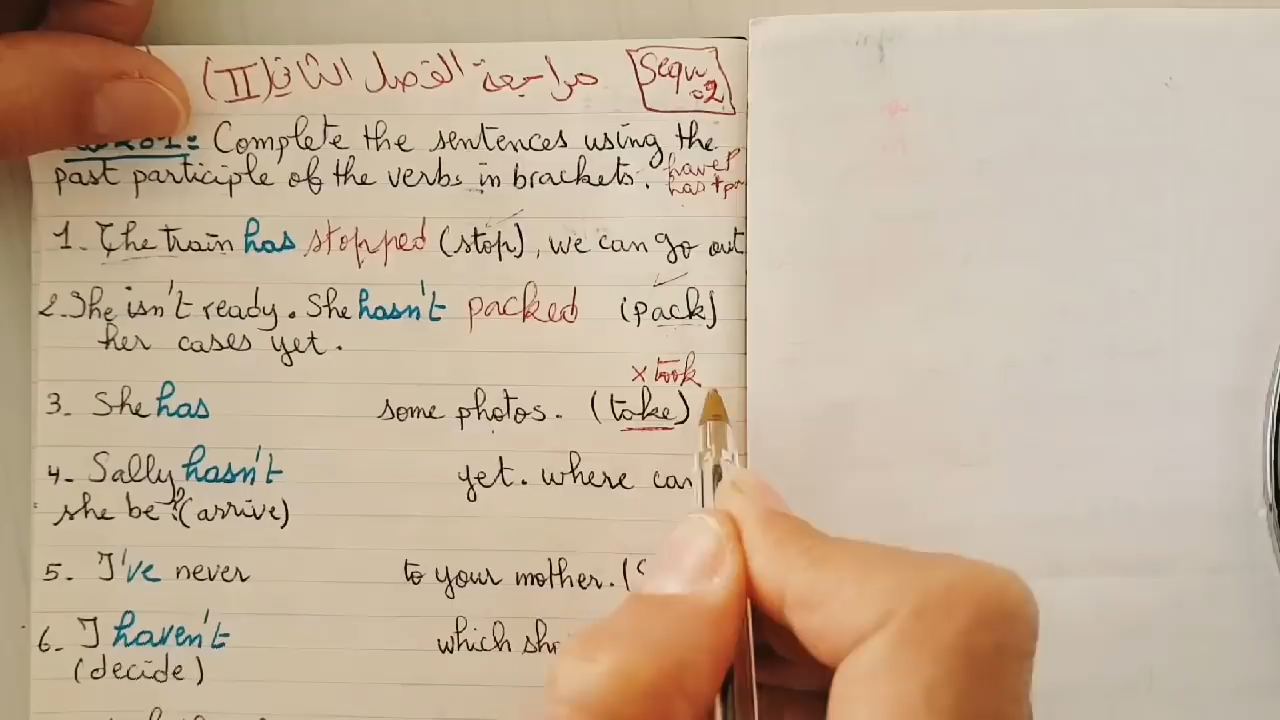 مراجعة الفصل الثاني (II) Sequ 02
Complete the sentences using the
past participle of the verbs in brackets. have/
has + p
1. The train has stopped (stop), we can go out
2. She isn't ready. She hasn't packed (pack)
her cases yet.
x took
3. She has some photos. (take)
4. Sally hasn't yet. where can
she be? (arrive)
5. I've never to your mother. (S
6. I haven't which
(decide)